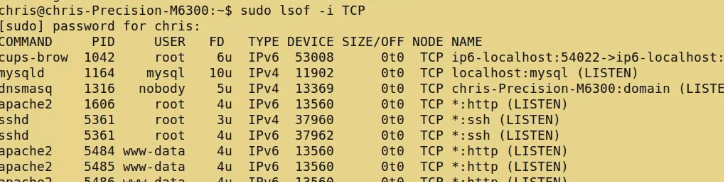 chris@chris-Precision-M6300:~$ sudo lsof -i TCP
[sudo] password for chris:
COMMAND PID USER FD TYPE DEVICE SIZE/OFF NODE NAME
cups-brow 1042 root 6u IPv6 53008 0t0 TCP ip6-localhost:54022->ip6-localhost:
mysqld 1164 mysql 10u IPv4 11902 0t0 TCP localhost:mysql (LISTEN)
dnsmasq 1316 nobody 5u IPv4 13369 0t0 TCP chris-Precision-M6300:domain (LISTE
apache2 1606 root 4u IPv6 13560 0t0 TCP *:http (LISTEN)
sshd 5361 root 3u IPv4 37960 0t0 TCP *:ssh (LISTEN)
sshd 5361 root 4u IPv6 37962 0t0 TCP *:ssh (LISTEN)
apache2 5484 www-data 4u IPv6 13560 0t0 TCP *:http (LISTEN)
apache2 5485 www-data 4u IPv6 13560 0t0 TCP *:http (LISTEN)
apache2 5486 www-data 4u IPv6 13560 0t0 TCP *:http (LISTEN)